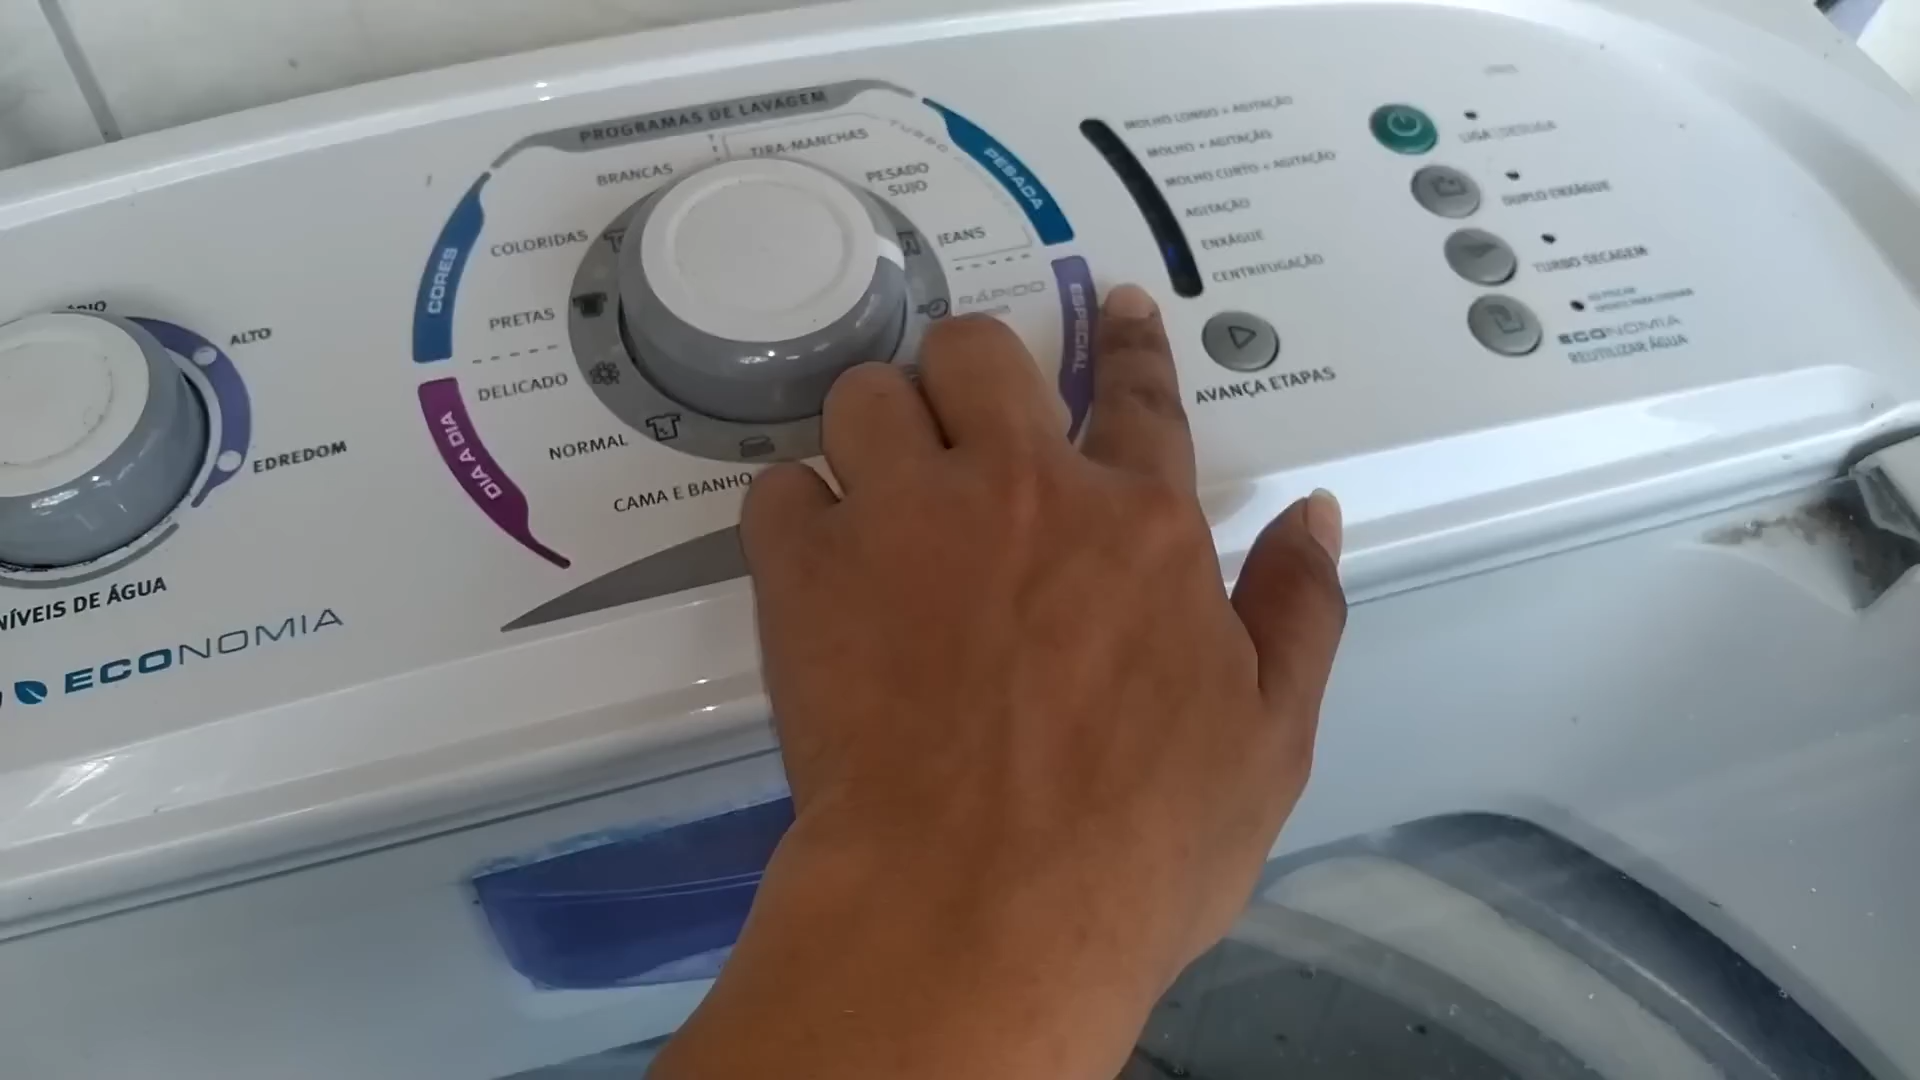 PROGRAMAS DE LAVAGEM
BRANCAS
TIRA-MANCHAS
TURBO
PESADO
SUJO
PESADA
COLORIDAS
JEANS
CORES
PRETAS
RÁPIDO
ESPECIAL
DELICADO
NORMAL
DIA A DIA
CAMA E BANHO
ALTO
EDREDOM
NÍVEIS DE ÁGUA
ECONOMIA
MOLHO LONGO + AGITAÇÃO
MOLHO + AGITAÇÃO
MOLHO CURTO + AGITAÇÃO
AGITAÇÃO
ENXÁGUE
CENTRIFUGAÇÃO
AVANÇA ETAPAS
LIGA/DESLIGA
DUPLO ENXÁGUE
TURBO SECAGEM
ECONOMIA
REUTILIZAR ÁGUA